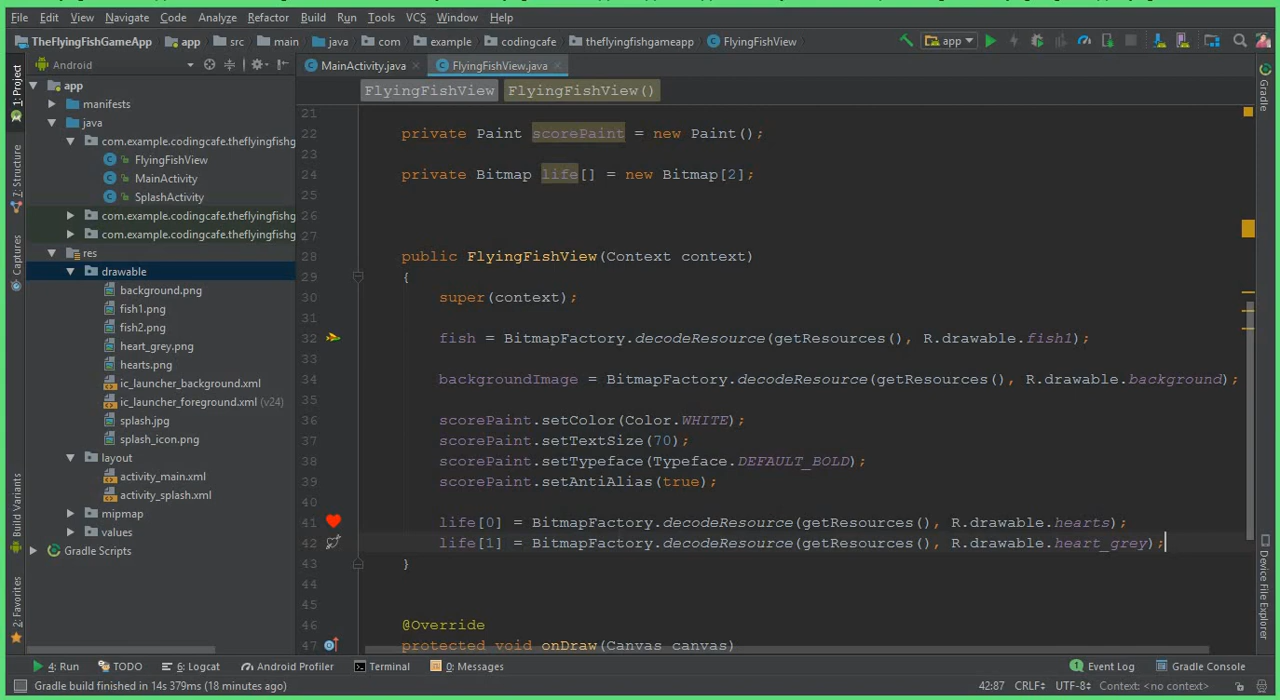 File Edit View Navigate Code Analyze Refactor Build Run Tools VCS Window Help
TheFlyingFishGameApp app src main java com example codingcafe theflyingfishgameapp FlyingFishView app
Android MainActivity.java FlyingFishView.java
FlyingFishView FlyingFishView()
1: Project
7: Structure
Captures
Build Variants
2: Favorites
app
manifests
java
com.example.codingcafe.theflyingfishg
FlyingFishView
MainActivity
SplashActivity
com.example.codingcafe.theflyingfishg
com.example.codingcafe.theflyingfishg
res
drawable
background.png
fish1.png
fish2.png
heart_grey.png
hearts.png
ic_launcher_background.xml
ic_launcher_foreground.xml (v24)
splash.jpg
splash_icon.png
layout
activity_main.xml
activity_splash.xml
mipmap
values
Gradle Scripts
21
22 private Paint scorePaint = new Paint();
23
24 private Bitmap life[] = new Bitmap[2];
25
26
27
28 public FlyingFishView(Context context)
29 {
30 super(context);
31
32 fish = BitmapFactory.decodeResource(getResources(), R.drawable.fish1);
33
34 backgroundImage = BitmapFactory.decodeResource(getResources(), R.drawable.background);
35
36 scorePaint.setColor(Color.WHITE);
37 scorePaint.setTextSize(70);
38 scorePaint.setTypeface(Typeface.DEFAULT_BOLD);
39 scorePaint.setAntiAlias(true);
40
41 life[0] = BitmapFactory.decodeResource(getResources(), R.drawable.hearts);
42 life[1] = BitmapFactory.decodeResource(getResources(), R.drawable.heart_grey);
43 }
44
45
46 @Override
47 protected void onDraw(Canvas canvas)
Gradle
Device File Explorer
4: Run TODO 6: Logcat Android Profiler Terminal 0: Messages 1 Event Log Gradle Console
Gradle build finished in 14s 379ms (18 minutes ago) 42:87 CRLF UTF-8 Context: <no context>